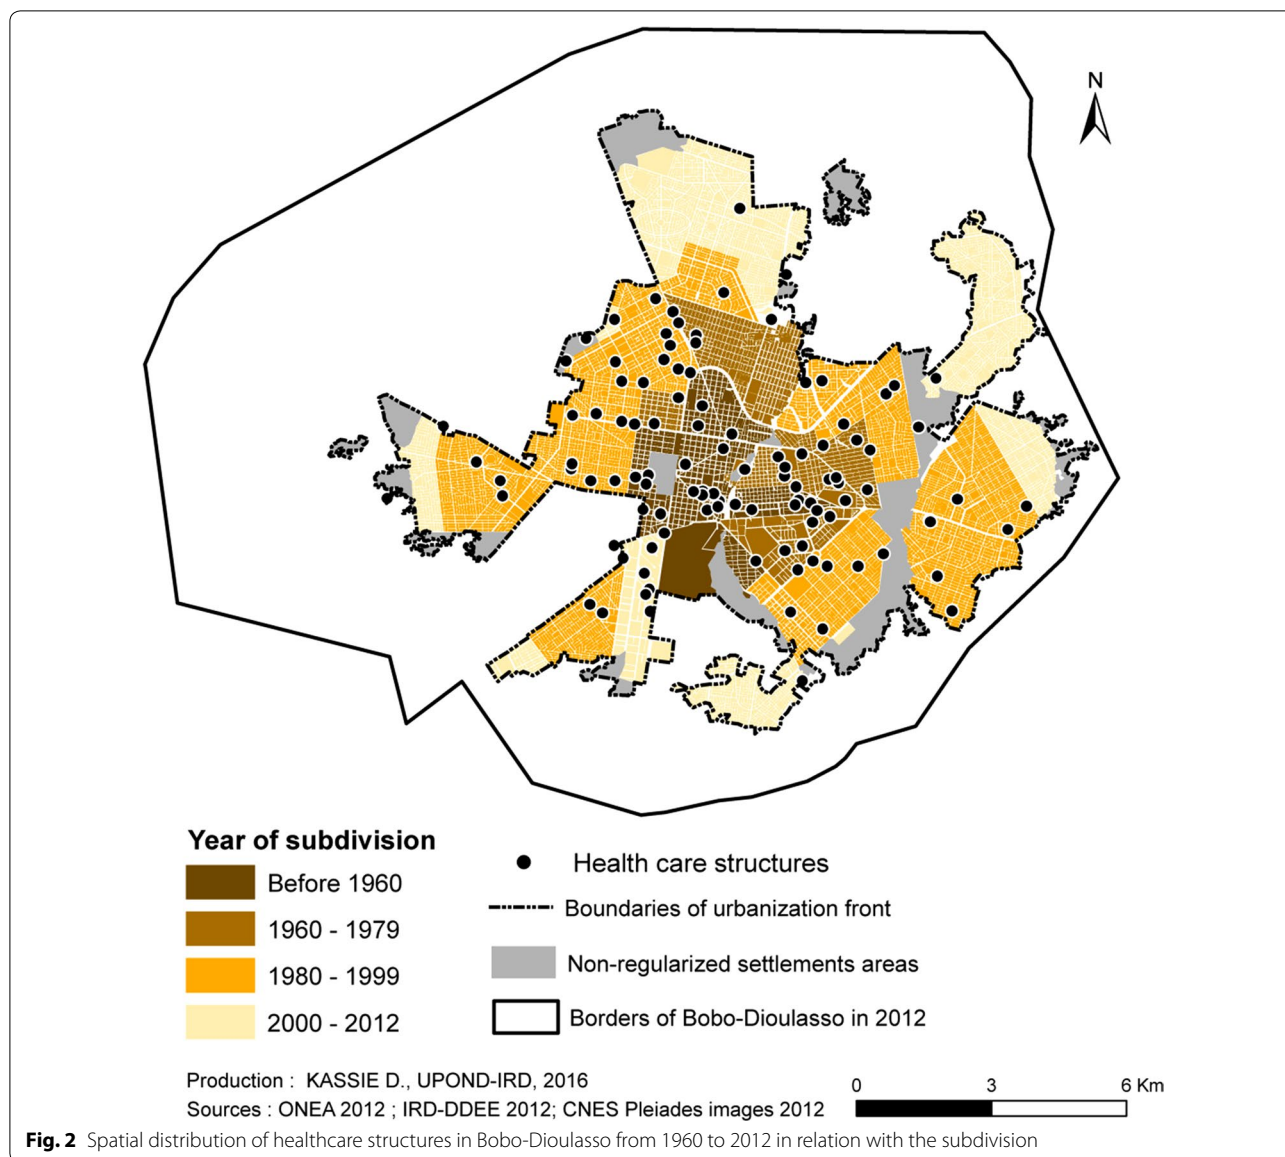 N
Year of subdivision
Before 1960
1960 - 1979
1980 - 1999
2000 - 2012
Health care structures
Boundaries of urbanization front
Non-regularized settlements areas
Borders of Bobo-Dioulasso in 2012
Production :  KASSIE D., UPOND-IRD, 2016
Sources : ONEA 2012 ; IRD-DDEE 2012; CNES Pleiades images 2012
0 3 6 Km
Fig. 2 Spatial distribution of healthcare structures in Bobo-Dioulasso from 1960 to 2012 in relation with the subdivision